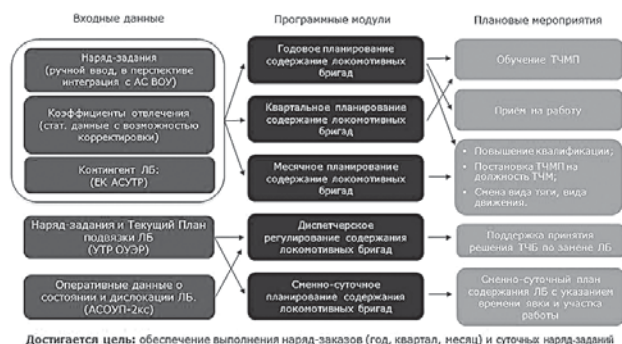 Входные данные
Программные модули
Плановые мероприятия
Наряд-задания
(ручной ввод, в перспективе
интеграция с АС ВОУ)
Коэффициенты отвлечения
(стат. данные с возможностью
корректировки)
Контингент ЛБ:
(ЕК АСУТР)
Наряд-задания и Текущий План
подвязки ЛБ
(УТР ОУЭР)
Оперативные данные о
состоянии и дислокации ЛБ.
(АСОУП-2кс)
Годовое планирование
содержание локомотивных
бригад
Квартальное планирование
содержание локомотивных
бригад
Месячное планирование
содержание локомотивных
бригад
Диспетчерское
регулирование содержания
локомотивных бригад
Сменно-суточное
планирование содержания
локомотивных бригад
Обучение ТЧМП
Приём на работу
• Повышение квалификации;
• Постановка ТЧМП на
должность ТЧМ;
• Смена вида тяги, вида
движения.
Поддержка принятия
решения ТЧБ по замене ЛБ
Сменно-суточный план
содержания ЛБ с указанием
времени явки и участка
работы
Достигается цель: обеспечение выполнения наряд-заказов (год, квартал, месяц) и суточных наряд-заданий